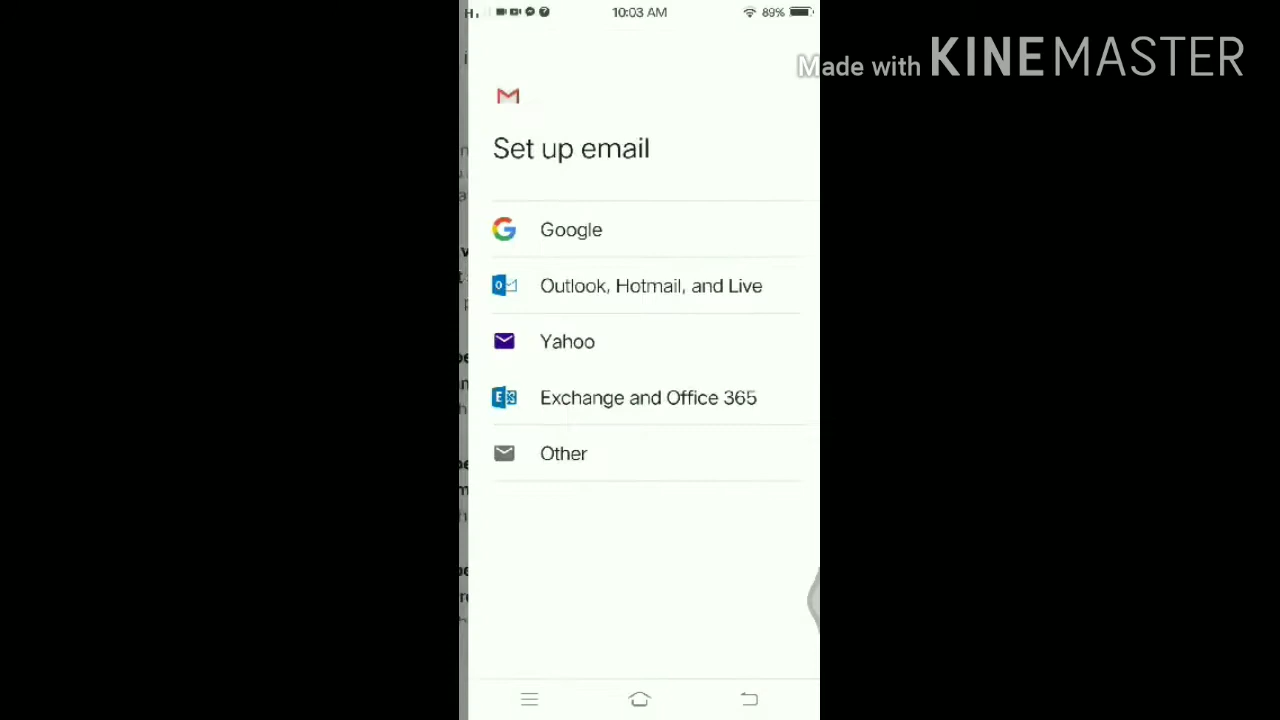 10:03 AM
89%
Made with KINEMASTER
Set up email
Google
Outlook, Hotmail, and Live
Yahoo
Exchange and Office 365
Other